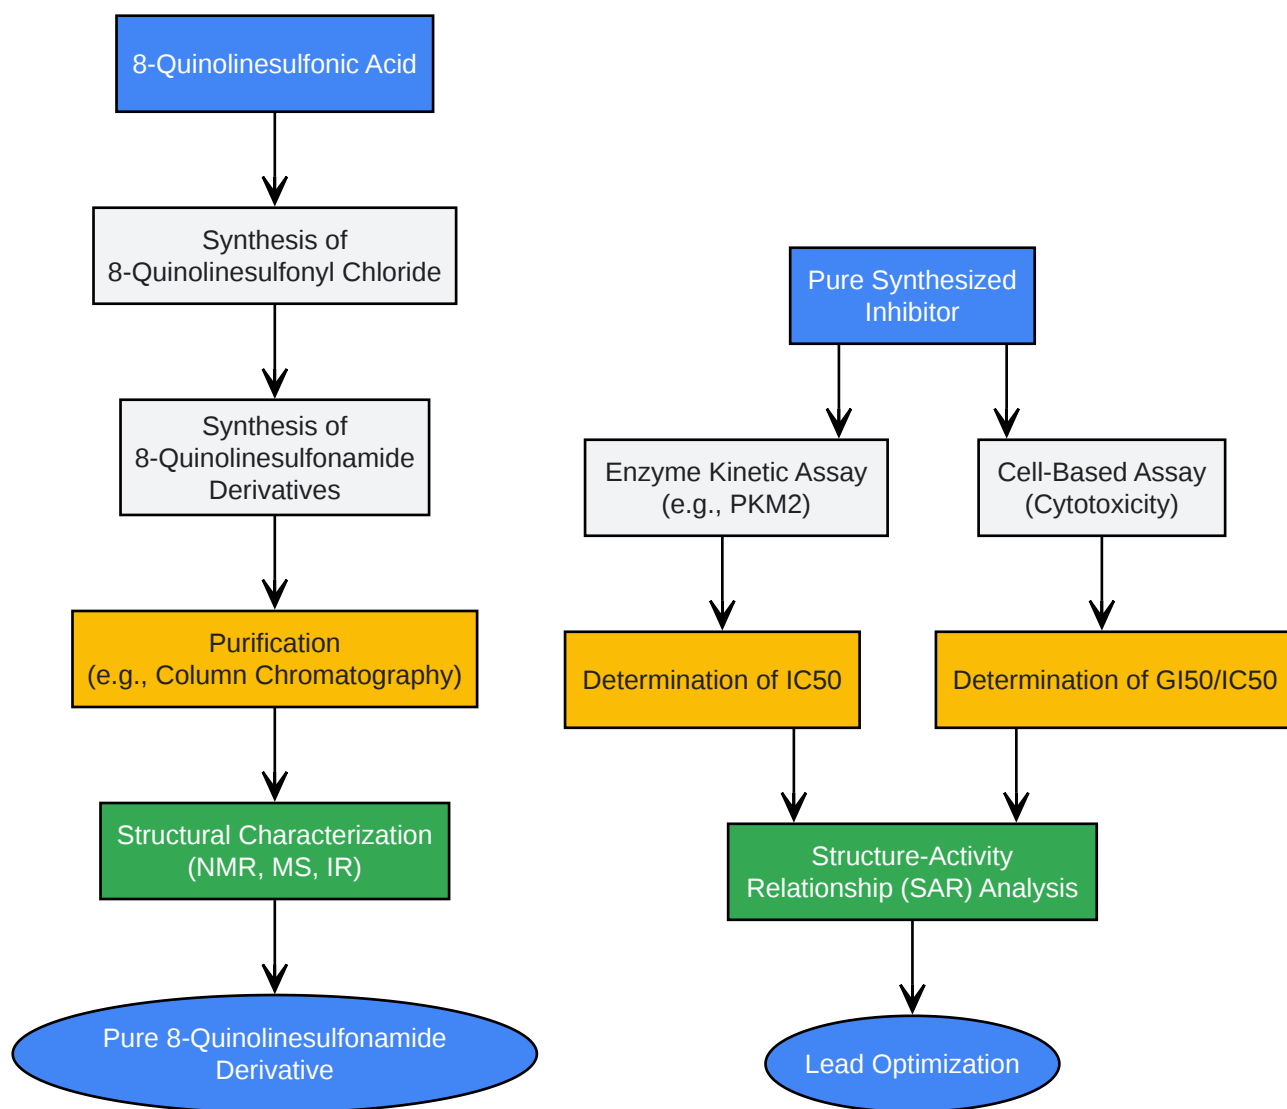 8-Quinolinesulfonic Acid
Synthesis of
8-Quinolinesulfonyl Chloride
Synthesis of
8-Quinolinesulfonamide
Derivatives
Purification
(e.g., Column Chromatography)
Structural Characterization
(NMR, MS, IR)
Pure 8-Quinolinesulfonamide
Derivative
Pure Synthesized
Inhibitor
Enzyme Kinetic Assay
(e.g., PKM2)
Cell-Based Assay
(Cytotoxicity)
Determination of IC50
Determination of GI50/IC50
Structure-Activity
Relationship (SAR) Analysis
Lead Optimization